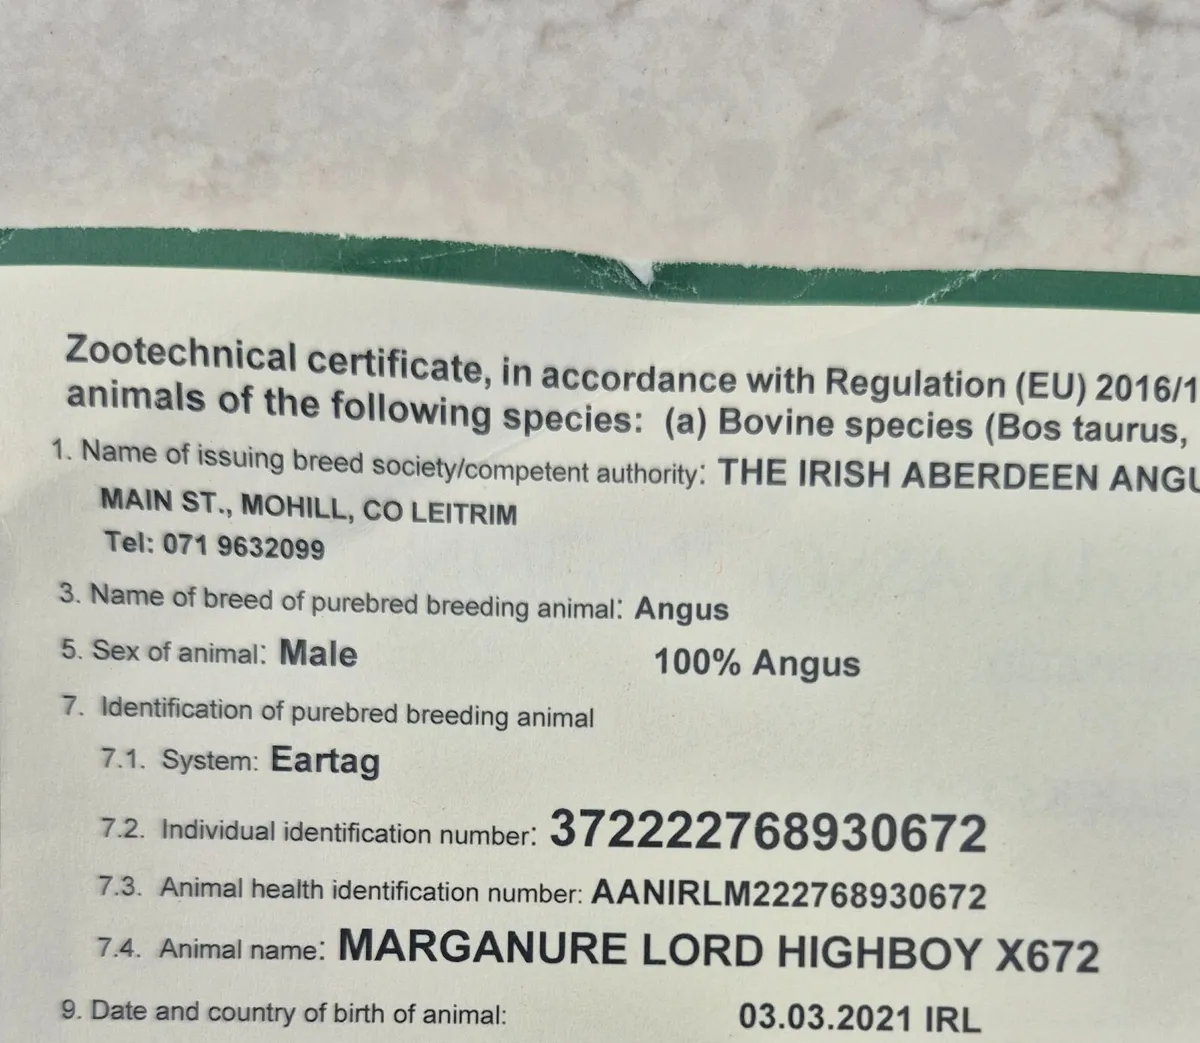 Zootechnical certificate, in accordance with Regulation (EU) 2016/1
animals of the following species: (a) Bovine species (Bos taurus,
1. Name of issuing breed society/competent authority: THE IRISH ABERDEEN ANGU
MAIN ST., MOHILL, CO LEITRIM
Tel: 071 9632099
3. Name of breed of purebred breeding animal: Angus
5. Sex of animal: Male 100% Angus
7. Identification of purebred breeding animal
7.1. System: Eartag
7.2. Individual identification number: 372222768930672
7.3. Animal health identification number: AANIRLM222768930672
7.4. Animal name: MARGANURE LORD HIGHBOY X672
9. Date and country of birth of animal: 03.03.2021 IRL